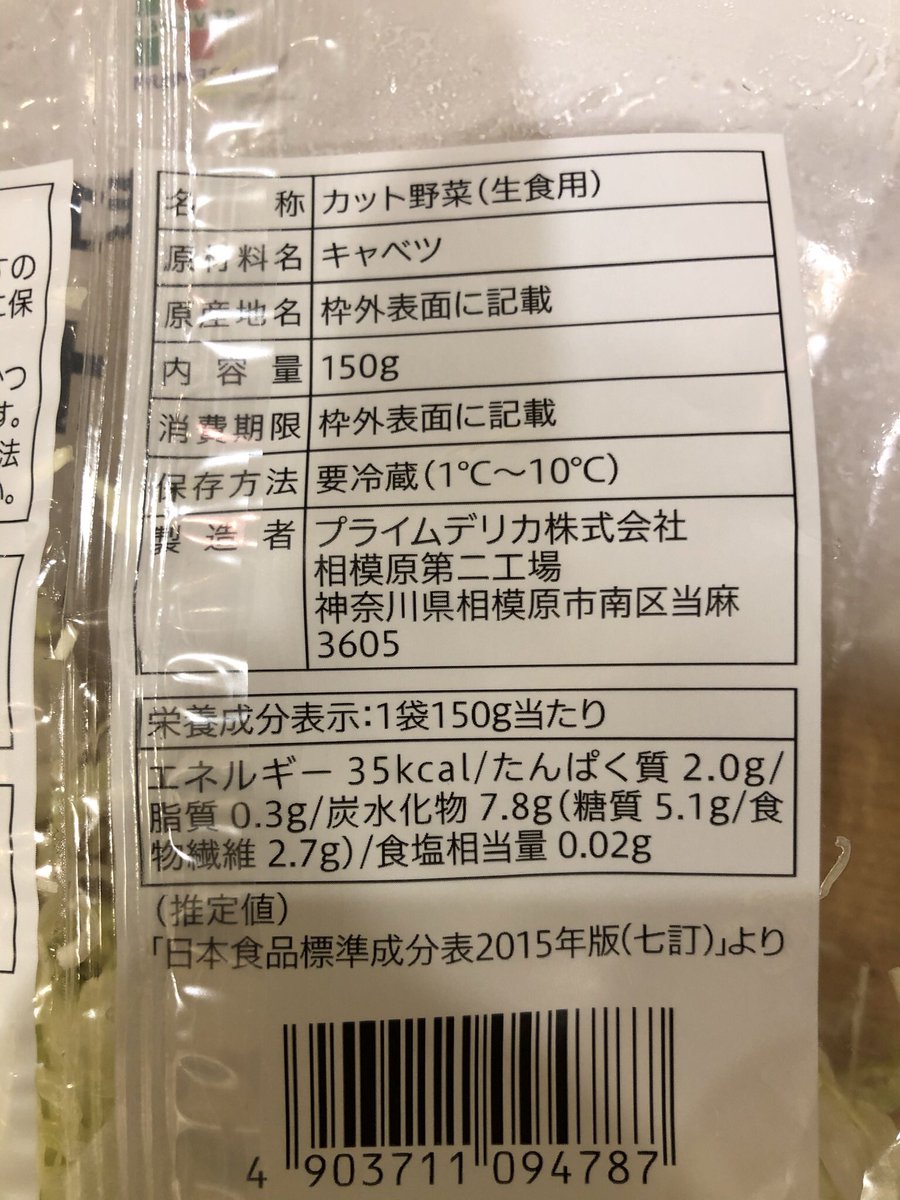 名称 カット野菜(生食用)
原材料名 キャベツ
原産地名 枠外表面に記載
内容量 150g
消費期限 枠外表面に記載
保存方法 要冷蔵(1℃～10℃)
製造者 プライムデリカ株式会社
相模原第二工場
神奈川県相模原市南区当麻
3605
栄養成分表示:1袋150g当たり
エネルギー 35kcal/たんぱく質 2.0g/
脂質 0.3g/炭水化物 7.8g(糖質 5.1g/食
物繊維 2.7g)/食塩相当量 0.02g
(推定値)
「日本食品標準成分表2015年版(七訂)」より
4 903711 094787
の
保
つ
す。
法
い。